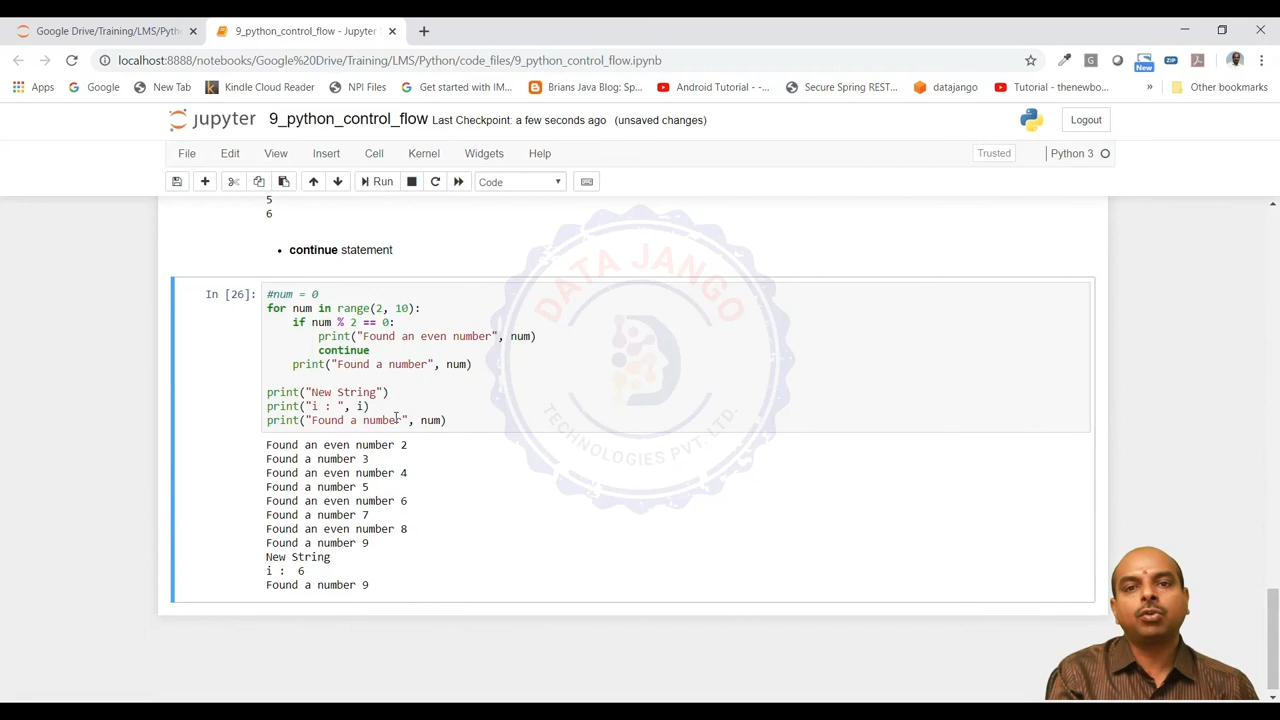 Google Drive/Training/LMS/Pyth
9_python_control_flow - Jupyter
localhost:8888/notebooks/Google%20Drive/Training/LMS/Python/code_files/9_python_control_flow.ipynb
Apps Google New Tab Kindle Cloud Reader NPI Files Get started with IM... Brians Java Blog: Sp... Android Tutorial - ... Secure Spring REST... datajango Tutorial - thenewbo... » Other bookmarks
New
ZIP
G
jupyter 9_python_control_flow Last Checkpoint: a few seconds ago (unsaved changes) Logout
File Edit View Insert Cell Kernel Widgets Help Trusted Python 3
Run Code
5
6
• continue statement
In [26]: #num = 0
for num in range(2, 10):
if num % 2 == 0:
print("Found an even number", num)
continue
print("Found a number", num)
print("New String")
print("i : ", i)
print("Found a number", num)
Found an even number 2
Found a number 3
Found an even number 4
Found a number 5
Found an even number 6
Found a number 7
Found an even number 8
Found a number 9
New String
i :  6
Found a number 9
DATA JANGO
TECHNOLOGIES PVT. LTD.